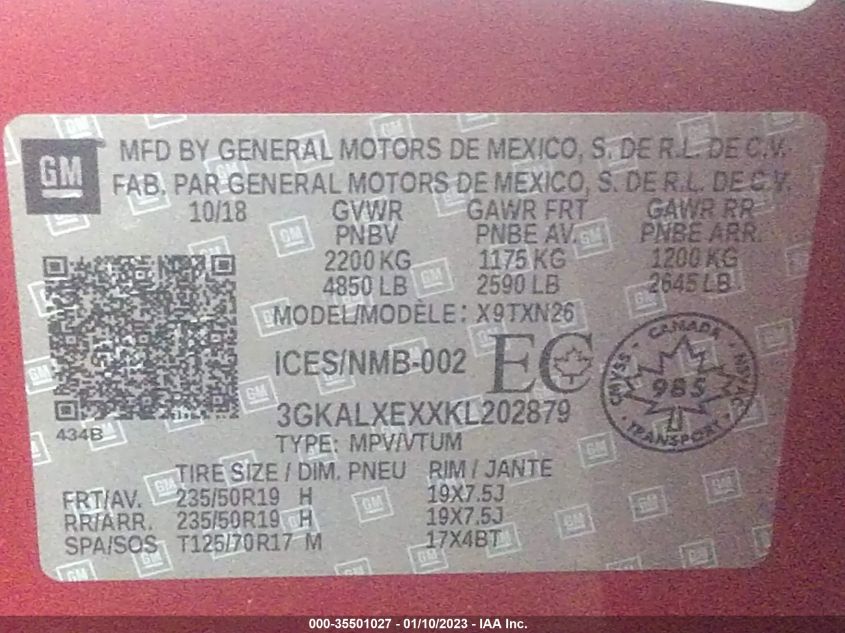 GM MFD BY GENERAL MOTORS DE MEXICO, S. DE R.L. DE C.V.
FAB. PAR GENERAL MOTORS DE MEXICO, S. DE R.L. DE C.V.
10/18 GVWR GAWR FRT GAWR RR
PNBV PNBE AV. PNBE ARR.
2200 KG 1175 KG 1200 KG
4850 LB 2590 LB 2645 LB
MODEL/MODELE: X9TXN26
ICES/NMB-002 EC
CANADA
CMVSS 985 NSVAC
TRANSPORT
3GKALXEXXKL202879
434B
TYPE: MPV/VTUM
TIRE SIZE / DIM. PNEU RIM / JANTE
FRT/AV. 235/50R19 H 19X7.5J
RR/ARR. 235/50R19 H 19X7.5J
SPA/SOS T125/70R17 M 17X4BT
000-35501027 - 01/10/2023 - IAA Inc.